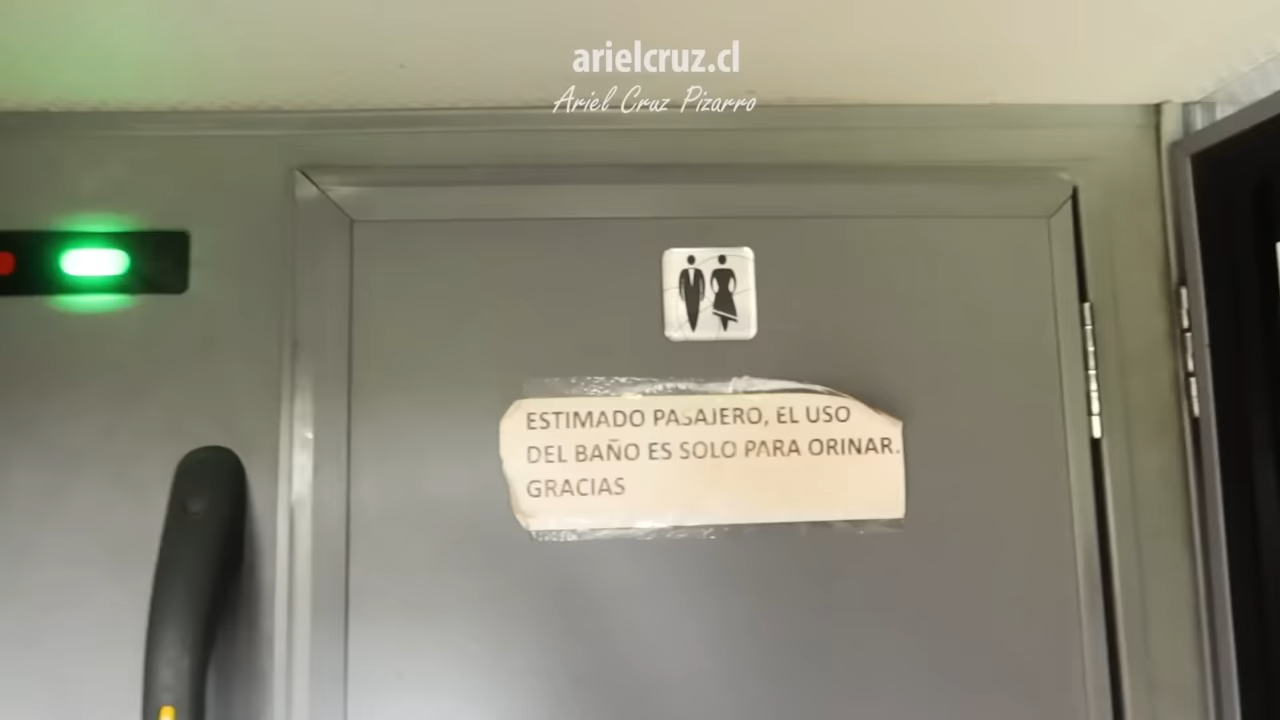 arielcruz.cl
Ariel Cruz Pizarro
ESTIMADO PASAJERO, EL USO
DEL BAÑO ES SOLO PARA ORINAR.
GRACIAS